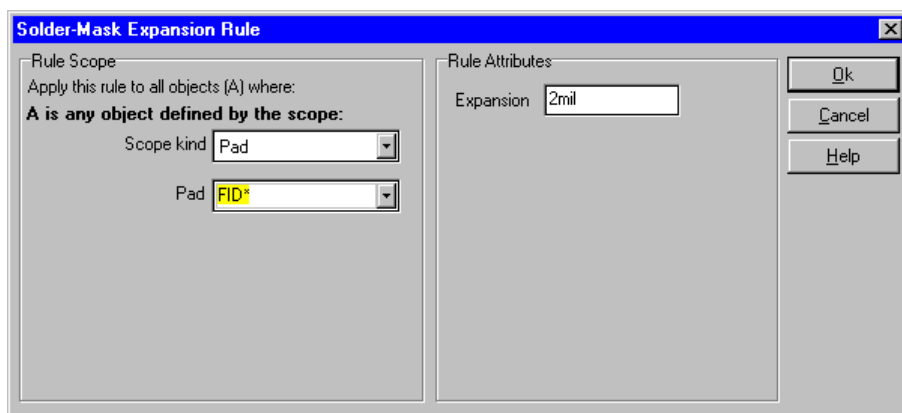 Solder-Mask Expansion Rule
Rule Scope
Apply this rule to all objects (A) where:
A is any object defined by the scope:
Scope kind Pad
Pad FID*
Rule Attributes
Expansion 2mil
Ok
Cancel
Help